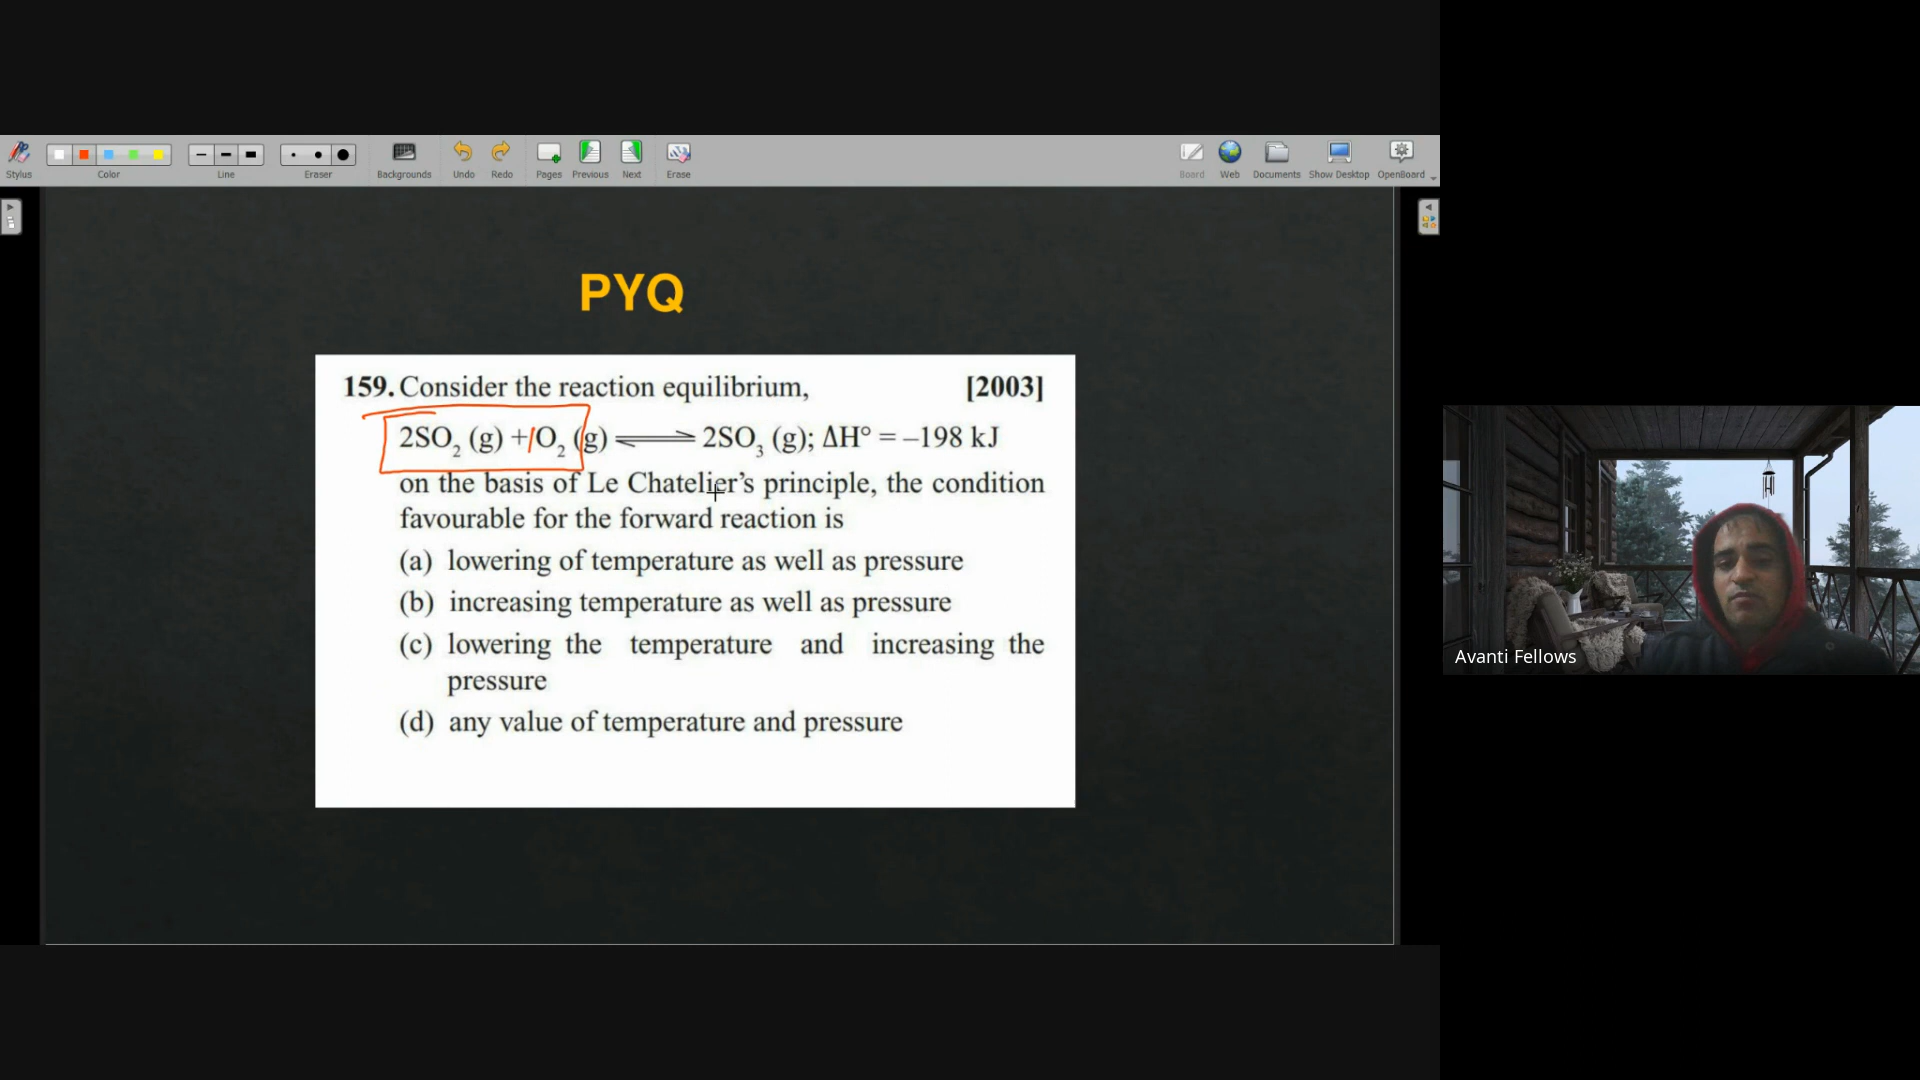 Stylus Color Line Eraser Backgrounds Undo Redo Pages Previous Next Erase Board Web Documents Show Desktop OpenBoard
PYQ
159. Consider the reaction equilibrium, [2003]
2SO₂ (g) + 1O₂ (g) ⇌ 2SO₃ (g); ΔH° = –198 kJ
on the basis of Le Chatelier’s principle, the condition
favourable for the forward reaction is
(a) lowering of temperature as well as pressure
(b) increasing temperature as well as pressure
(c) lowering the temperature and increasing the
pressure
(d) any value of temperature and pressure
Avanti Fellows